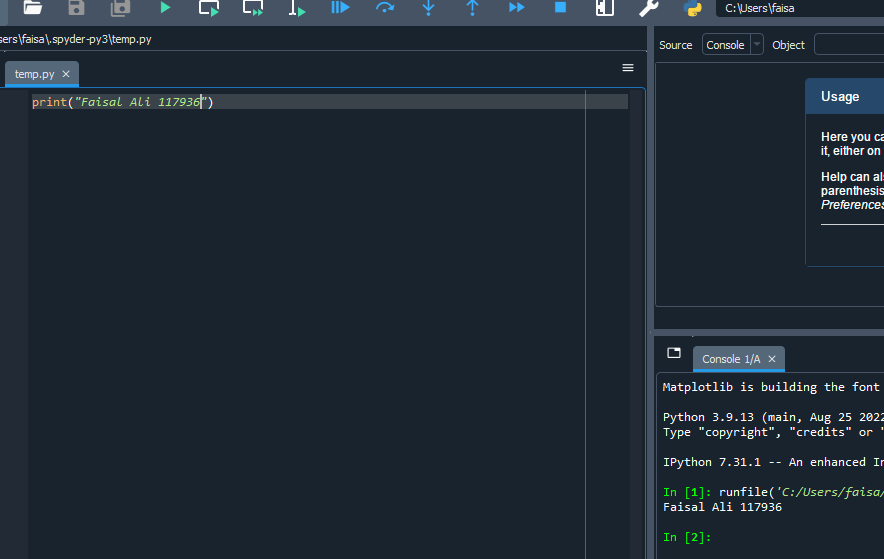 C:\Users\faisa
sers\faisa\.spyder-py3\temp.py
Source Console Object
temp.py
print("Faisal Ali 117936")
Usage
Here you ca
it, either on
Help can als
parenthesis
Preferences
Console 1/A
Matplotlib is building the font
Python 3.9.13 (main, Aug 25 2022
Type "copyright", "credits" or "
IPython 7.31.1 -- An enhanced In
In [1]: runfile('C:/Users/faisa/
Faisal Ali 117936
In [2]: